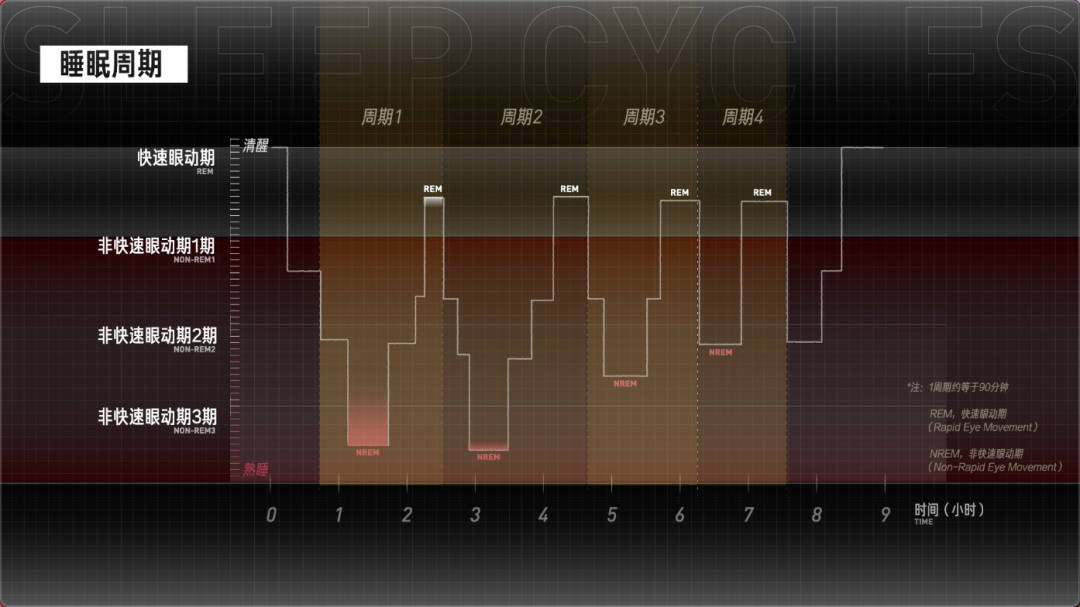 SLEEP CYCLES
睡眠周期
周期1
周期2
周期3
周期4
清醒
快速眼动期
REM
REM
REM
REM
REM
非快速眼动期1期
NON-REM1
非快速眼动期2期
NON-REM2
NREM
NREM
*注：1周期约等于90分钟
REM，快速眼动期
（Rapid Eye Movement）
非快速眼动期3期
NON-REM3
NREM
NREM
NREM，非快速眼动期
（Non-Rapid Eye Movement）
熟睡
0 1 2 3 4 5 6 7 8 9
时间（小时）
TIME